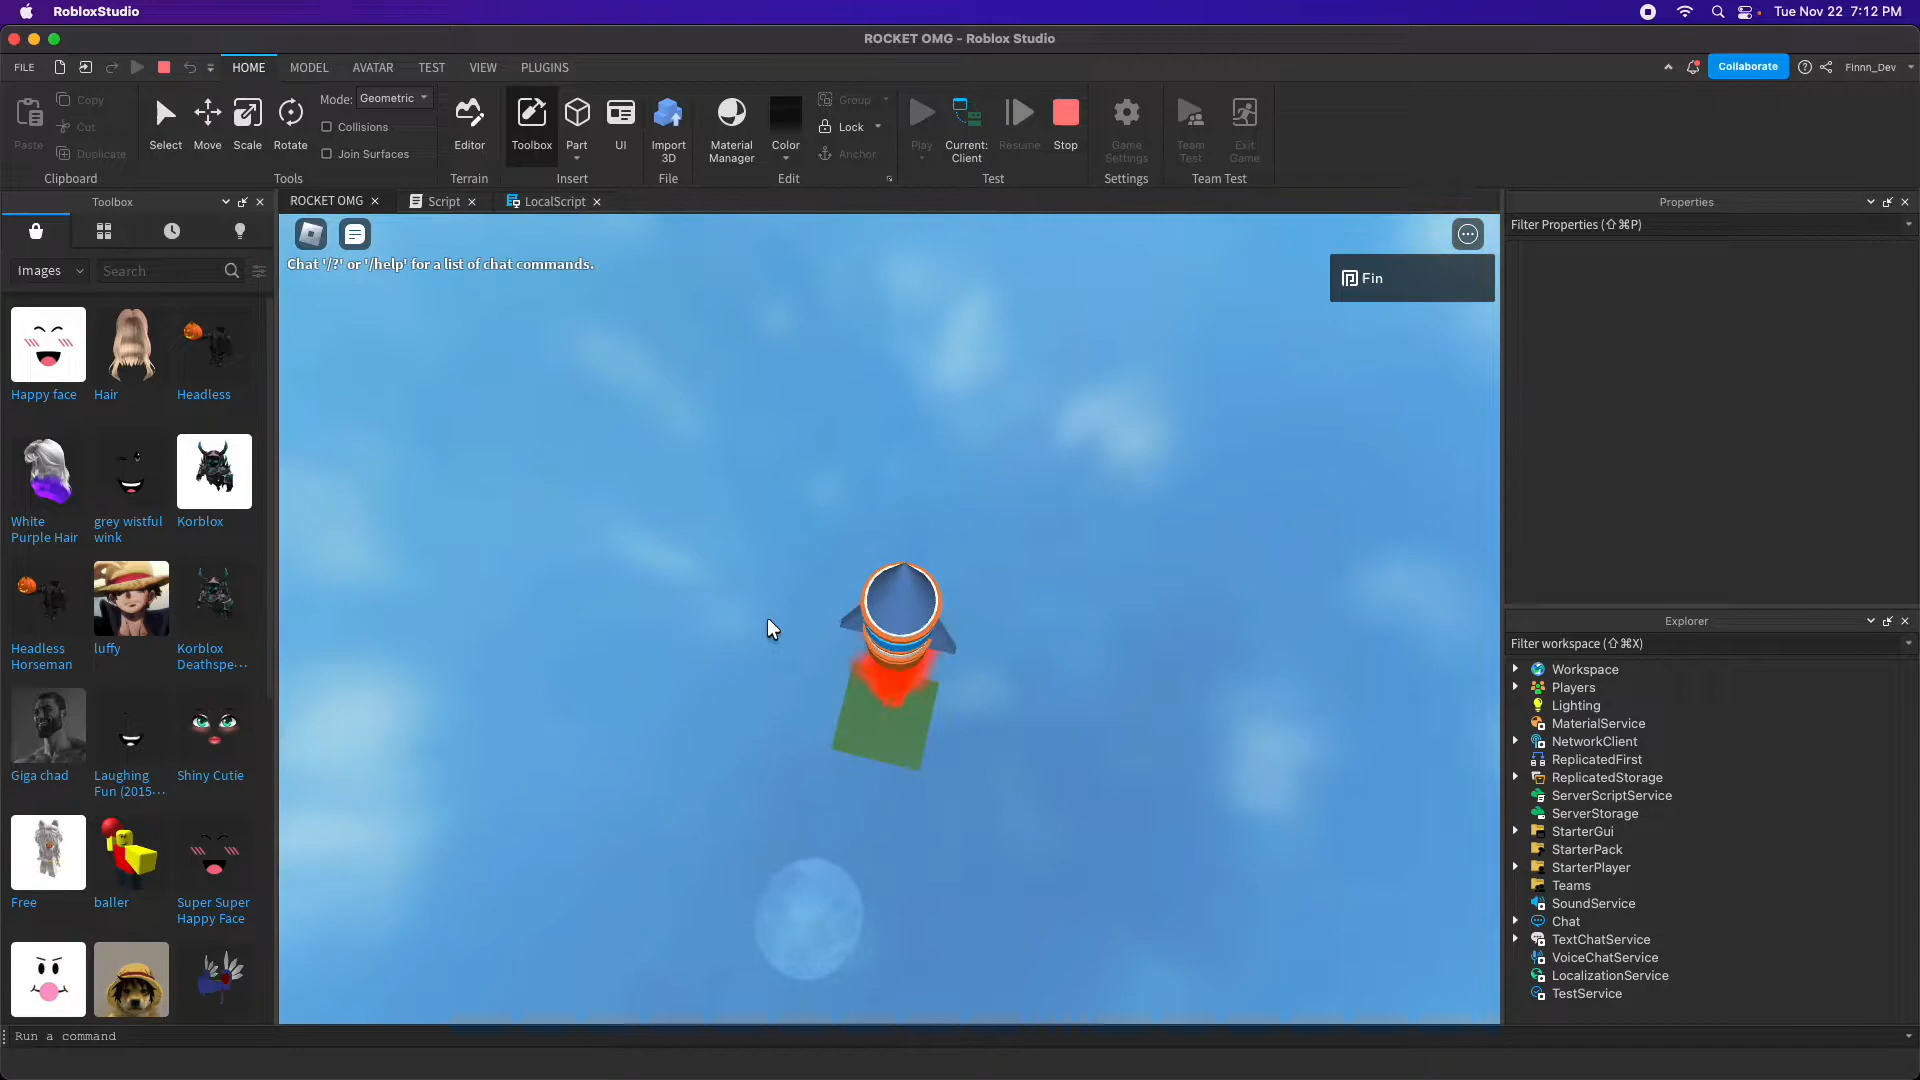 RobloxStudio
Tue Nov 22 7:12 PM
ROCKET OMG - Roblox Studio
FILE
HOME
MODEL
AVATAR
TEST
VIEW
PLUGINS
Collaborate
Finnn_Dev
Paste
Copy
Cut
Duplicate
Clipboard
Select
Move
Scale
Rotate
Mode: Geometric
Collisions
Join Surfaces
Tools
Editor
Terrain
Toolbox
Part
UI
Insert
Import
3D
File
Material
Manager
Color
Group
Lock
Anchor
Edit
Play
Current:
Client
Resume
Stop
Test
Game
Settings
Settings
Team
Test
Exit
Game
Team Test
Toolbox
ROCKET OMG
Script
LocalScript
Images
Search
Happy face
Hair
Headless
White
Purple Hair
grey wistful
wink
Korblox
Headless
Horseman
luffy
Korblox
Deathspe...
Giga chad
Laughing
Fun (2015...
Shiny Cutie
Free
baller
Super Super
Happy Face
Chat '/?' or '/help' for a list of chat commands.
Fin
Properties
Filter Properties (⇧⌘P)
Explorer
Filter workspace (⇧⌘X)
Workspace
Players
Lighting
MaterialService
NetworkClient
ReplicatedFirst
ReplicatedStorage
ServerScriptService
ServerStorage
StarterGui
StarterPack
StarterPlayer
Teams
SoundService
Chat
TextChatService
VoiceChatService
LocalizationService
TestService
Run a command